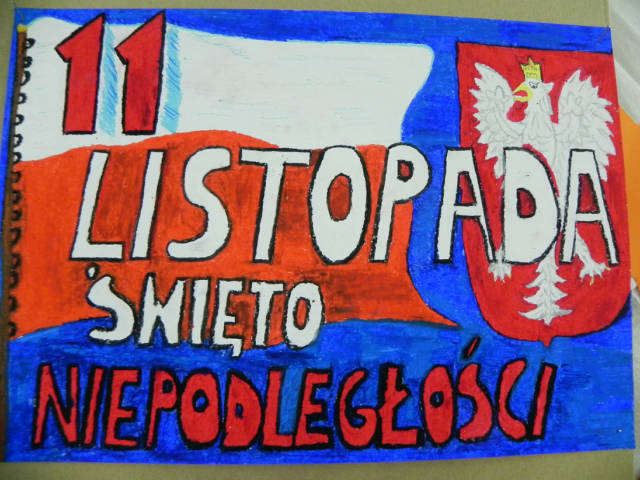 11
LISTOPADA
ŚWIĘTO
NIEPODLEGŁOŚCI